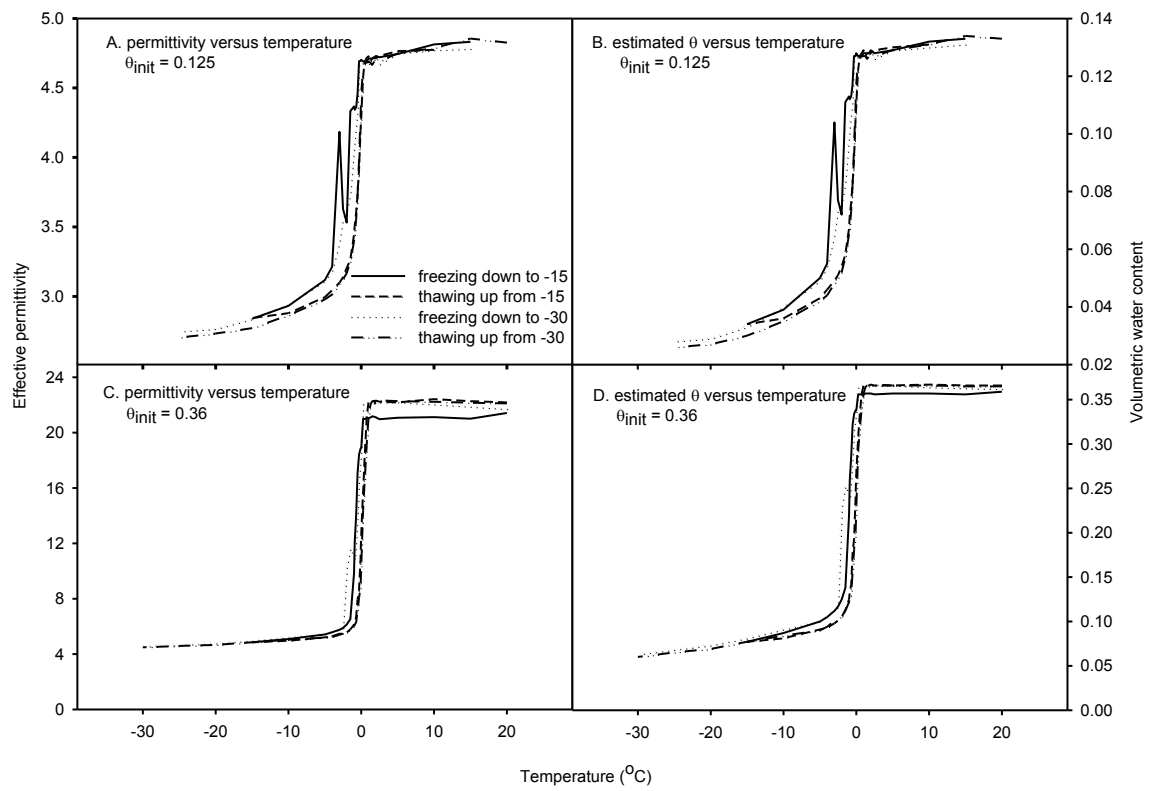 5.0
4.5
4.0
3.5
3.0
Effective permittivity
A. permittivity versus temperature
θinit = 0.125
freezing down to -15
thawing up from -15
freezing down to -30
thawing up from -30
B. estimated θ versus temperature
θinit = 0.125
0.14
0.12
0.10
0.08
0.06
0.04
0.02
Volumetric water content
24
20
16
12
8
4
0
C. permittivity versus temperature
θinit = 0.36
D. estimated θ versus temperature
θinit = 0.36
0.35
0.30
0.25
0.20
0.15
0.10
0.05
0.00
-30 -20 -10 0 10 20
-30 -20 -10 0 10 20
Temperature (°C)